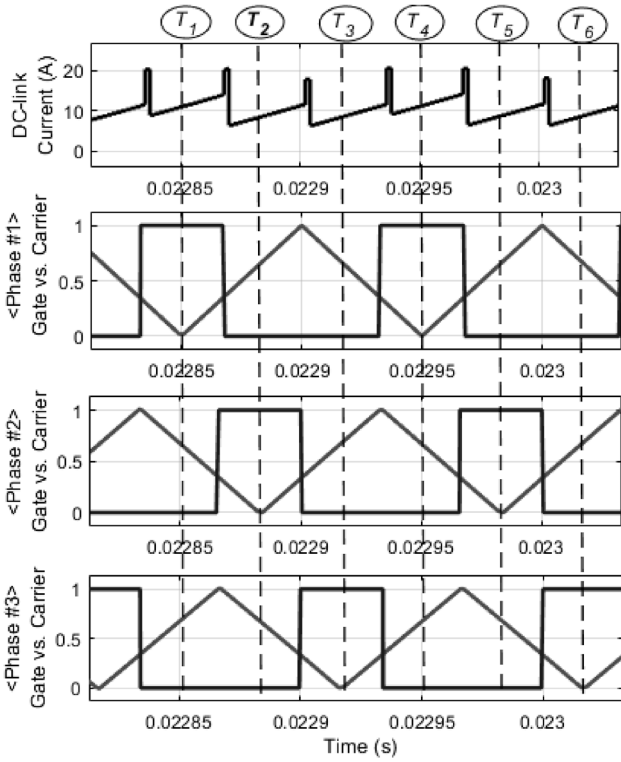 T1 T2 T3 T4 T5 T6
DC-link
Current (A)
20
10
0
0.02285 0.0229 0.02295 0.023
<Phase #1>
Gate vs. Carrier
1
0.5
0
0.02285 0.0229 0.02295 0.023
<Phase #2>
Gate vs. Carrier
1
0.5
0
0.02285 0.0229 0.02295 0.023
<Phase #3>
Gate vs. Carrier
1
0.5
0
0.02285 0.0229 0.02295 0.023
Time (s)